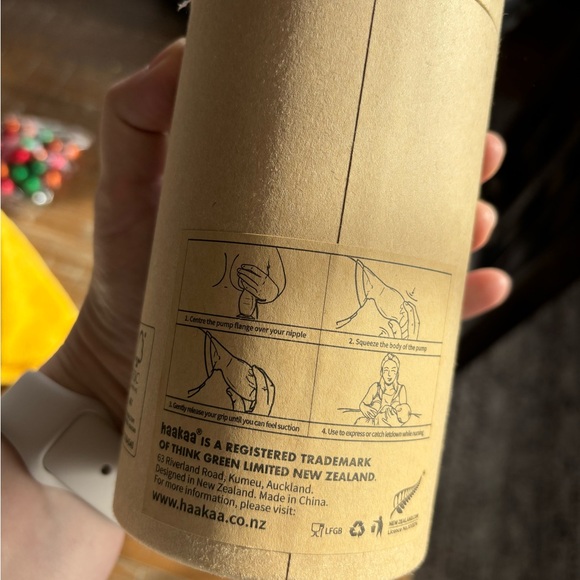 1. Centre the pump flange over your nipple
2. Squeeze the body of the pump
3. Gently release your grip until you can feel suction
4. Use to express or catch letdown while nursing
haakaa® IS A REGISTERED TRADEMARK
OF THINK GREEN LIMITED NEW ZEALAND.
63 Riverland Road, Kumeu, Auckland.
Designed in New Zealand. Made in China.
For more information, please visit:
www.haakaa.co.nz
LFGB